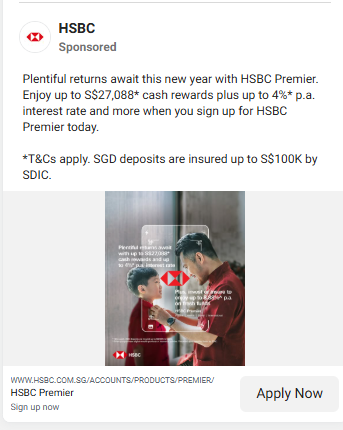 HSBC
Sponsored
Plentiful returns await this new year with HSBC Premier.
Enjoy up to S$27,088* cash rewards plus up to 4%* p.a.
interest rate and more when you sign up for HSBC
Premier today.
*T&Cs apply. SGD deposits are insured up to S$100K by
SDIC.
Plentiful returns await
with up to S$27,088*
cash rewards and up
to 4%* p.a. interest rate
Plus, invest or insure to
enjoy up to
p.a.
on fresh funds
HSBC Premier
HSBC
WWW.HSBC.COM.SG/ACCOUNTS/PRODUCTS/PREMIER/
HSBC Premier
Sign up now
Apply Now